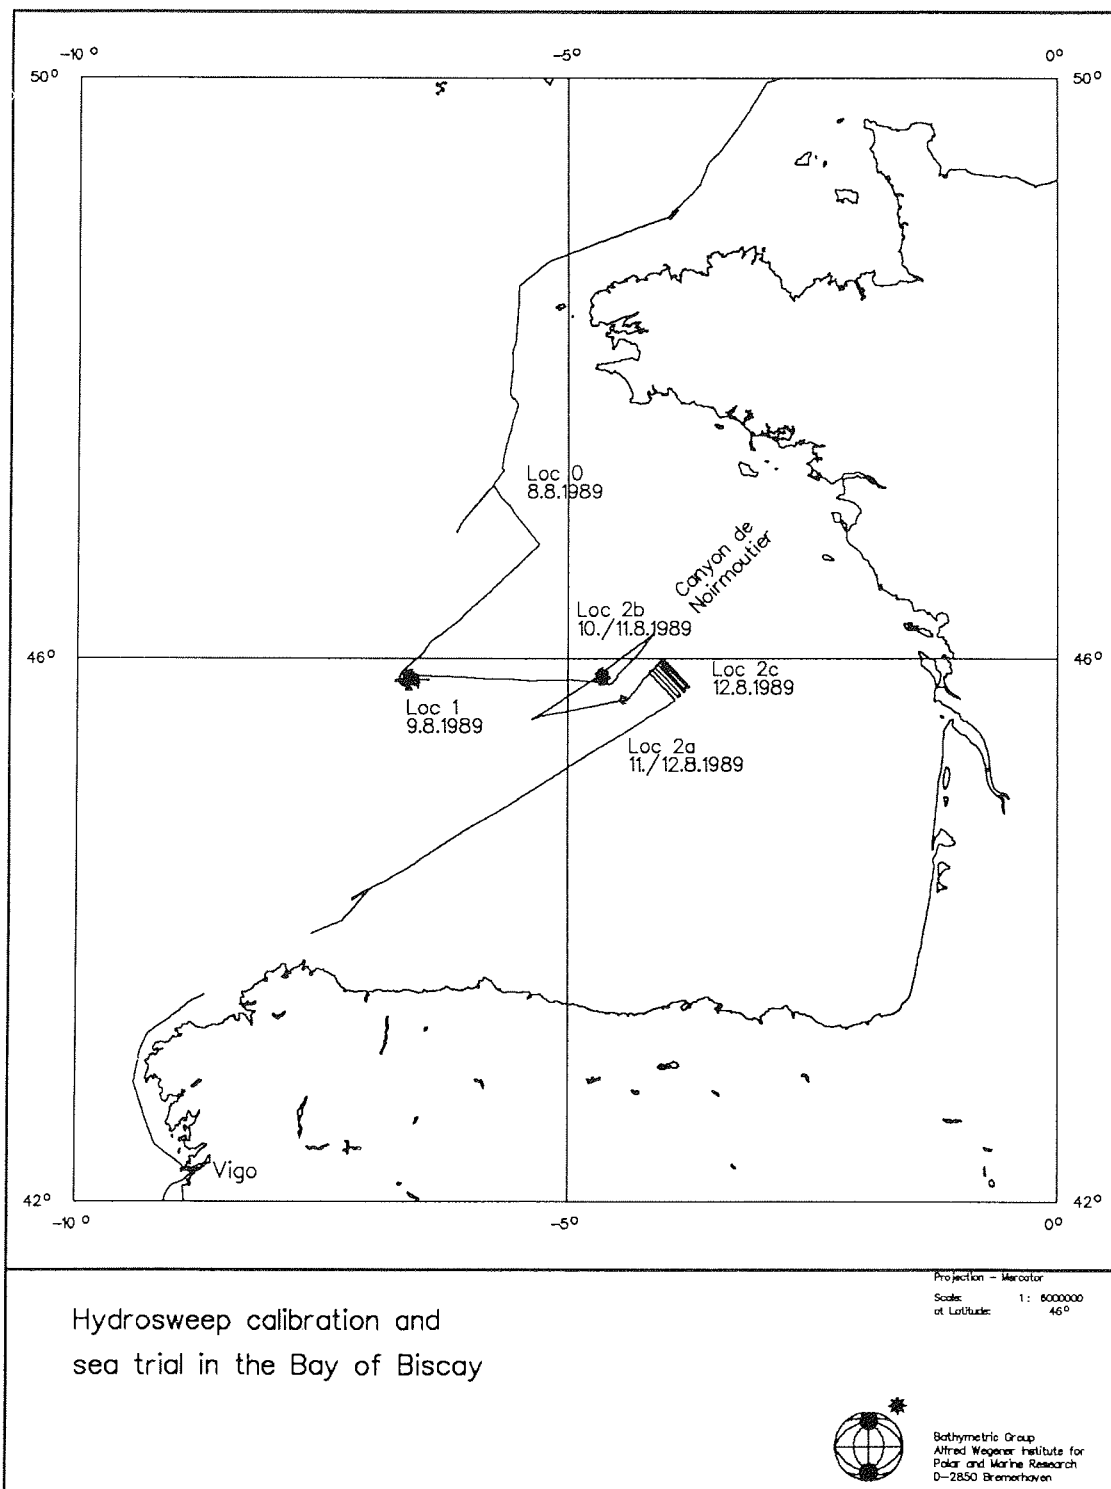 -10° -5° 0°
50° 50°
Loc 0
8.8.1989
Canyon de
Noirmoutier
Loc 2b
10./11.8.1989
46° 46°
Loc 2c
12.8.1989
Loc 1
9.8.1989
Loc 2a
11./12.8.1989
Vigo
42° 42°
-10° -5° 0°
Projection - Mercator
Scale: 1: 6000000
at Latitude: 46°
Hydrosweep calibration and
sea trial in the Bay of Biscay
Bathymetric Group
Alfred Wegener Institute for
Polar and Marine Research
D-2850 Bremerhaven